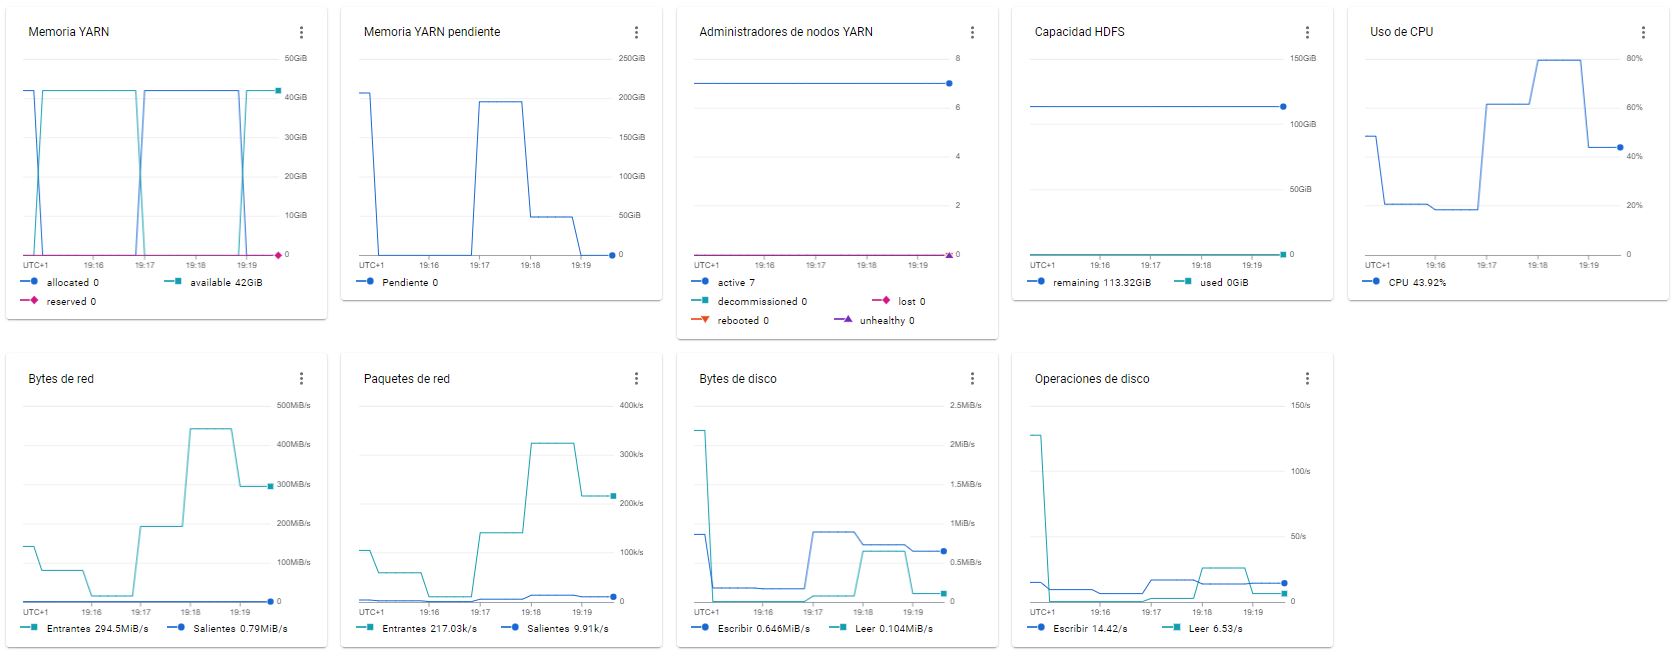 Memoria YARN
50GiB
40GiB
30GiB
20GiB
10GiB
0
UTC+1 19:16 19:17 19:18 19:19
allocated 0 available 42GiB
reserved 0
Memoria YARN pendiente
250GiB
200GiB
150GiB
100GiB
50GiB
0
UTC+1 19:16 19:17 19:18 19:19
Pendiente 0
Administradores de nodos YARN
8
6
4
2
0
UTC+1 19:16 19:17 19:18 19:19
active 7
decommissioned 0 lost 0
rebooted 0 unhealthy 0
Capacidad HDFS
150GiB
100GiB
50GiB
0
UTC+1 19:16 19:17 19:18 19:19
remaining 113.32GiB used 0GiB
Uso de CPU
80%
60%
40%
20%
0
UTC+1 19:16 19:17 19:18 19:19
CPU 43.92%
Bytes de red
500MiB/s
400MiB/s
300MiB/s
200MiB/s
100MiB/s
0
UTC+1 19:16 19:17 19:18 19:19
Entrantes 294.5MiB/s Salientes 0.79MiB/s
Paquetes de red
400k/s
300k/s
200k/s
100k/s
0
UTC+1 19:16 19:17 19:18 19:19
Entrantes 217.03k/s Salientes 9.91k/s
Bytes de disco
2.5MiB/s
2MiB/s
1.5MiB/s
1MiB/s
0.5MiB/s
0
UTC+1 19:16 19:17 19:18 19:19
Escribir 0.646MiB/s Leer 0.104MiB/s
Operaciones de disco
150/s
100/s
50/s
0
UTC+1 19:16 19:17 19:18 19:19
Escribir 14.42/s Leer 6.53/s